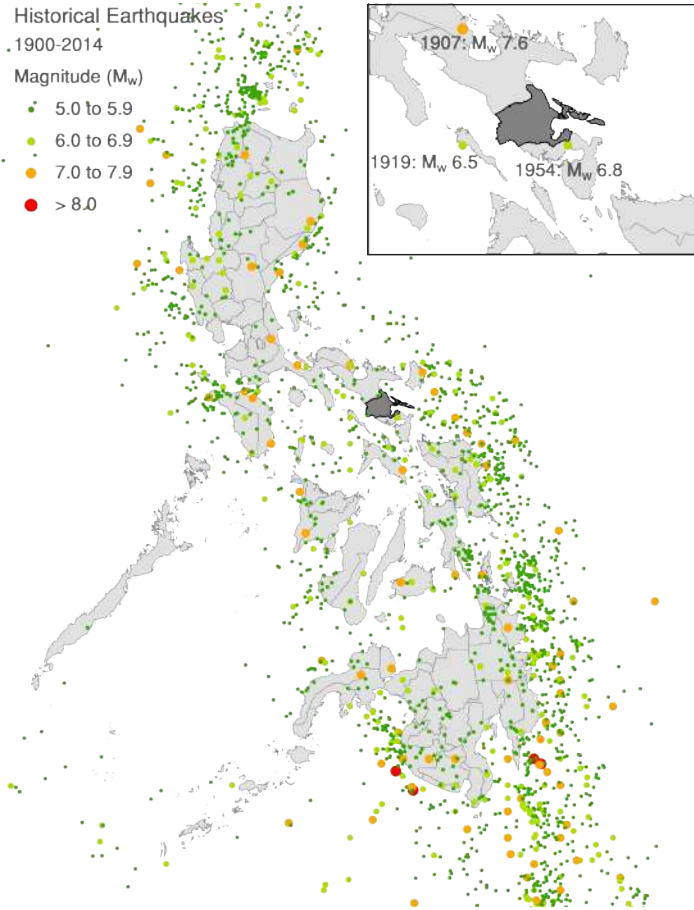 Historical Earthquakes
1900-2014
Magnitude (Mw)
5.0 to 5.9
6.0 to 6.9
7.0 to 7.9
> 8.0
1907: Mw 7.6
1919: Mw 6.5
1954: Mw 6.8